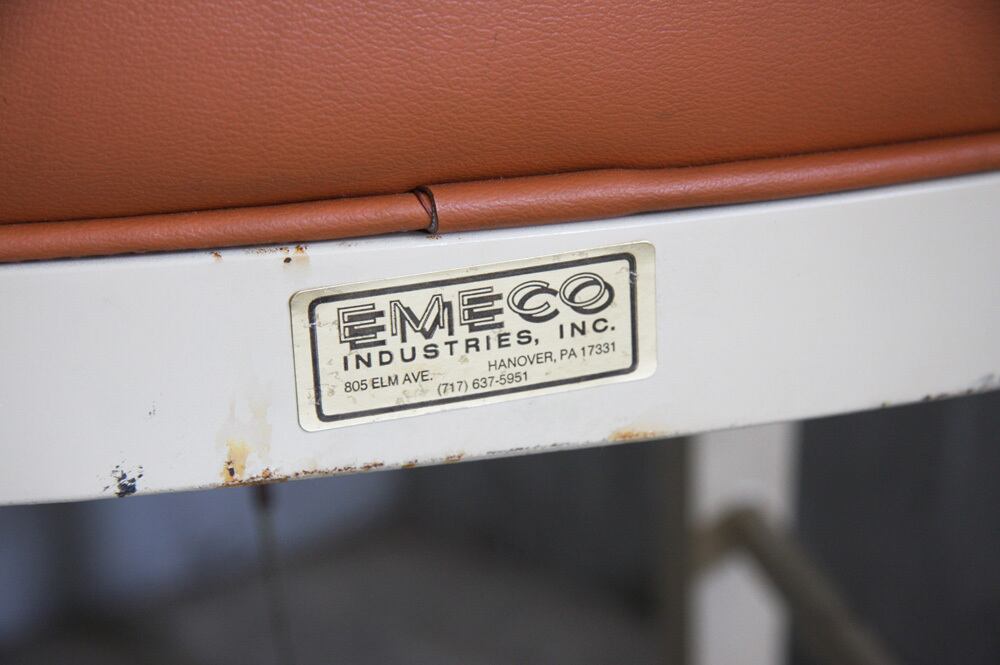 EMECO
INDUSTRIES, INC.
805 ELM AVE. HANOVER, PA 17331
(717) 637-5951